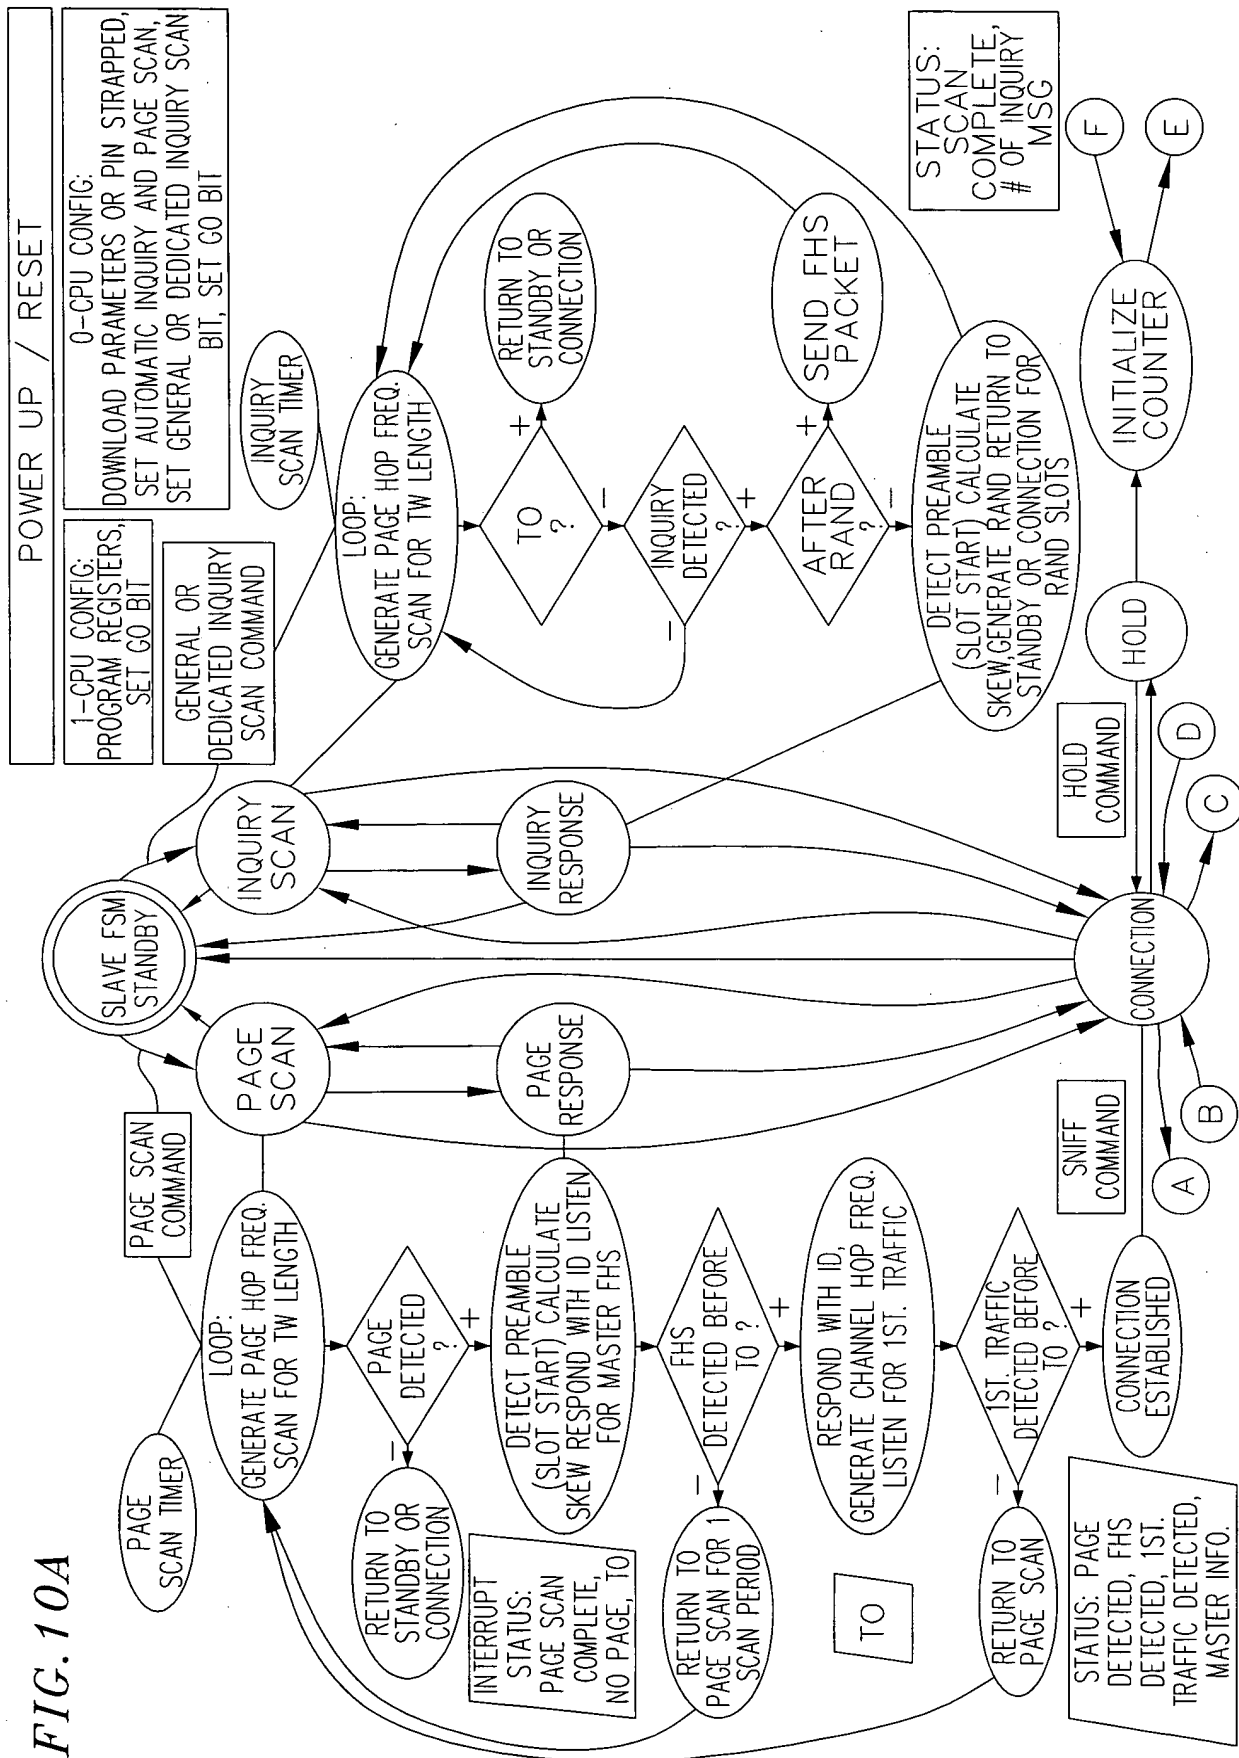 FIG.10A
POWER UP / RESET
1-CPU CONFIG:
PROGRAM REGISTERS,
SET GO BIT
0-CPU CONFIG:
DOWNLOAD PARAMETERS OR PIN STRAPPED,
SET AUTOMATIC INQUIRY AND PAGE SCAN,
SET GENERAL OR DEDICATED INQUIRY SCAN
BIT, SET GO BIT
SLAVE FSM
STANDBY
PAGE SCAN
COMMAND
GENERAL OR
DEDICATED INQUIRY
SCAN COMMAND
PAGE
SCAN TIMER
INQUIRY
SCAN TIMER
LOOP:
GENERATE PAGE HOP FREQ.
SCAN FOR TW LENGTH
PAGE
SCAN
INQUIRY
SCAN
LOOP:
GENERATE PAGE HOP FREQ.
SCAN FOR TW LENGTH
PAGE
DETECTED
?
-
+
RETURN TO
STANDBY OR
CONNECTION
TO
?
+
-
RETURN TO
STANDBY OR
CONNECTION
INTERRUPT
STATUS:
PAGE SCAN
COMPLETE,
NO PAGE, TO
DETECT PREAMBLE
(SLOT START) CALCULATE
SKEW RESPOND WITH ID LISTEN
FOR MASTER FHS
PAGE
RESPONSE
INQUIRY
RESPONSE
INQUIRY
DETECTED
?
-
+
FHS
DETECTED BEFORE
TO ?
-
+
RETURN TO
PAGE SCAN FOR 1
SCAN PERIOD
AFTER
RAND
?
+
-
SEND FHS
PACKET
TO
RESPOND WITH ID,
GENERATE CHANNEL HOP FREQ.
LISTEN FOR 1ST. TRAFFIC
DETECT PREAMBLE
(SLOT START) CALCULATE
SKEW,GENERATE RAND RETURN TO
STANDBY OR CONNECTION FOR
RAND SLOTS
STATUS:
SCAN
COMPLETE,
# OF INQUIRY
MSG
1ST. TRAFFIC
DETECTED BEFORE
TO ?
-
+
RETURN TO
PAGE SCAN
SNIFF
COMMAND
HOLD
COMMAND
STATUS: PAGE
DETECTED, FHS
DETECTED, 1ST.
TRAFFIC DETECTED,
MASTER INFO.
CONNECTION
ESTABLISHED
CONNECTION
HOLD
INITIALIZE
COUNTER
A
B
C
D
E
F